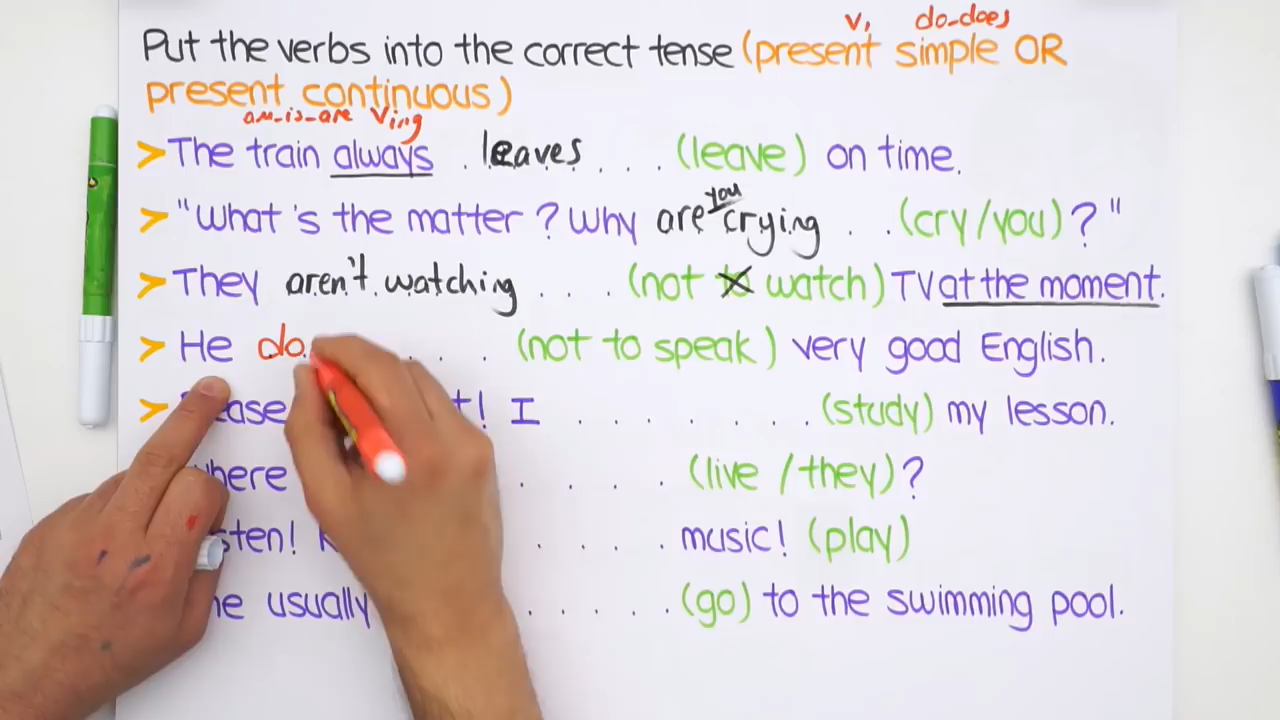 v, do-does
Put the verbs into the correct tense (present simple OR
present continuous)
am-is-are Ving
The train always . leaves . . . (leave) on time.
"What's the matter? Why are you crying . . (cry/you)?"
They aren't watching . . . (not to watch) TV at the moment.
He do . . . (not to speak) very good English.
I . . . . . . . (study) my lesson.
. . . . (live / they)?
. . . . music! (play)
usually . . . . . (go) to the swimming pool.